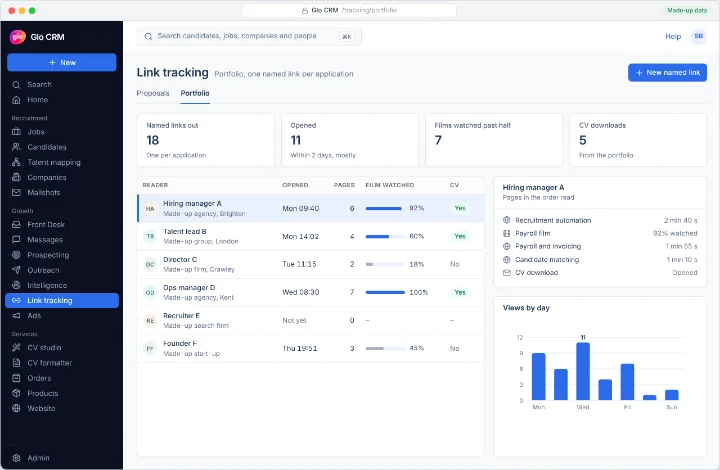 Glo CRM /tracking/portfolio
Made-up data
glo Glo CRM
Search candidates, jobs, companies and people ⌘K
Help SB
+ New
Search
Home
Recruitment
Jobs
Candidates
Talent mapping
Companies
Mailshots
Growth
Front Desk
Messages
Prospecting
Outreach
Intelligence
Link tracking
Ads
Services
CV studio
CV formatter
Orders
Products
Website
Admin
Link tracking Portfolio, one named link per application
+ New named link
Proposals Portfolio
Named links out
18
One per application
Opened
11
Within 2 days, mostly
Films watched past half
7
CV downloads
5
From the portfolio
READER OPENED PAGES FILM WATCHED CV
HA Hiring manager A Mon 09:40 6 92% Yes
Made-up agency, Brighton
TB Talent lead B Mon 14:02 4 60% Yes
Made-up group, London
DC Director C Tue 11:15 2 18% No
Made-up firm, Crawley
OD Ops manager D Wed 08:30 7 100% Yes
Made-up agency, Kent
RE Recruiter E Not yet 0 – –
Made-up search firm
FF Founder F Thu 19:51 3 45% No
Made-up start-up
Hiring manager A
Pages in the order read
Recruitment automation 2 min 40 s
Payroll film 92% watched
Payroll and invoicing 1 min 55 s
Candidate matching 1 min 10 s
CV download Opened
Views by day
12
9
6
3
0
11
Mon Wed Fri Sun